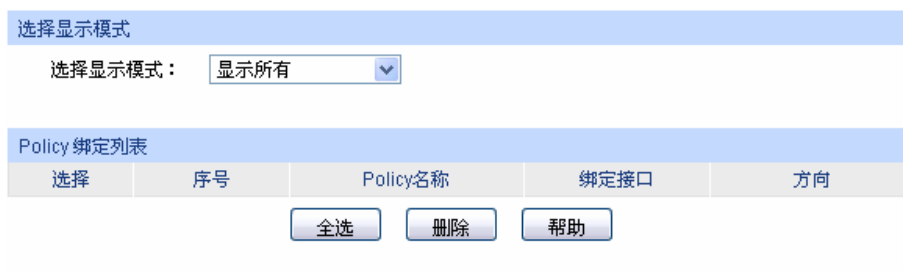 选择显示模式
选择显示模式： 显示所有
Policy 绑定列表
选择 序号 Policy名称 绑定接口 方向
全选 删除 帮助